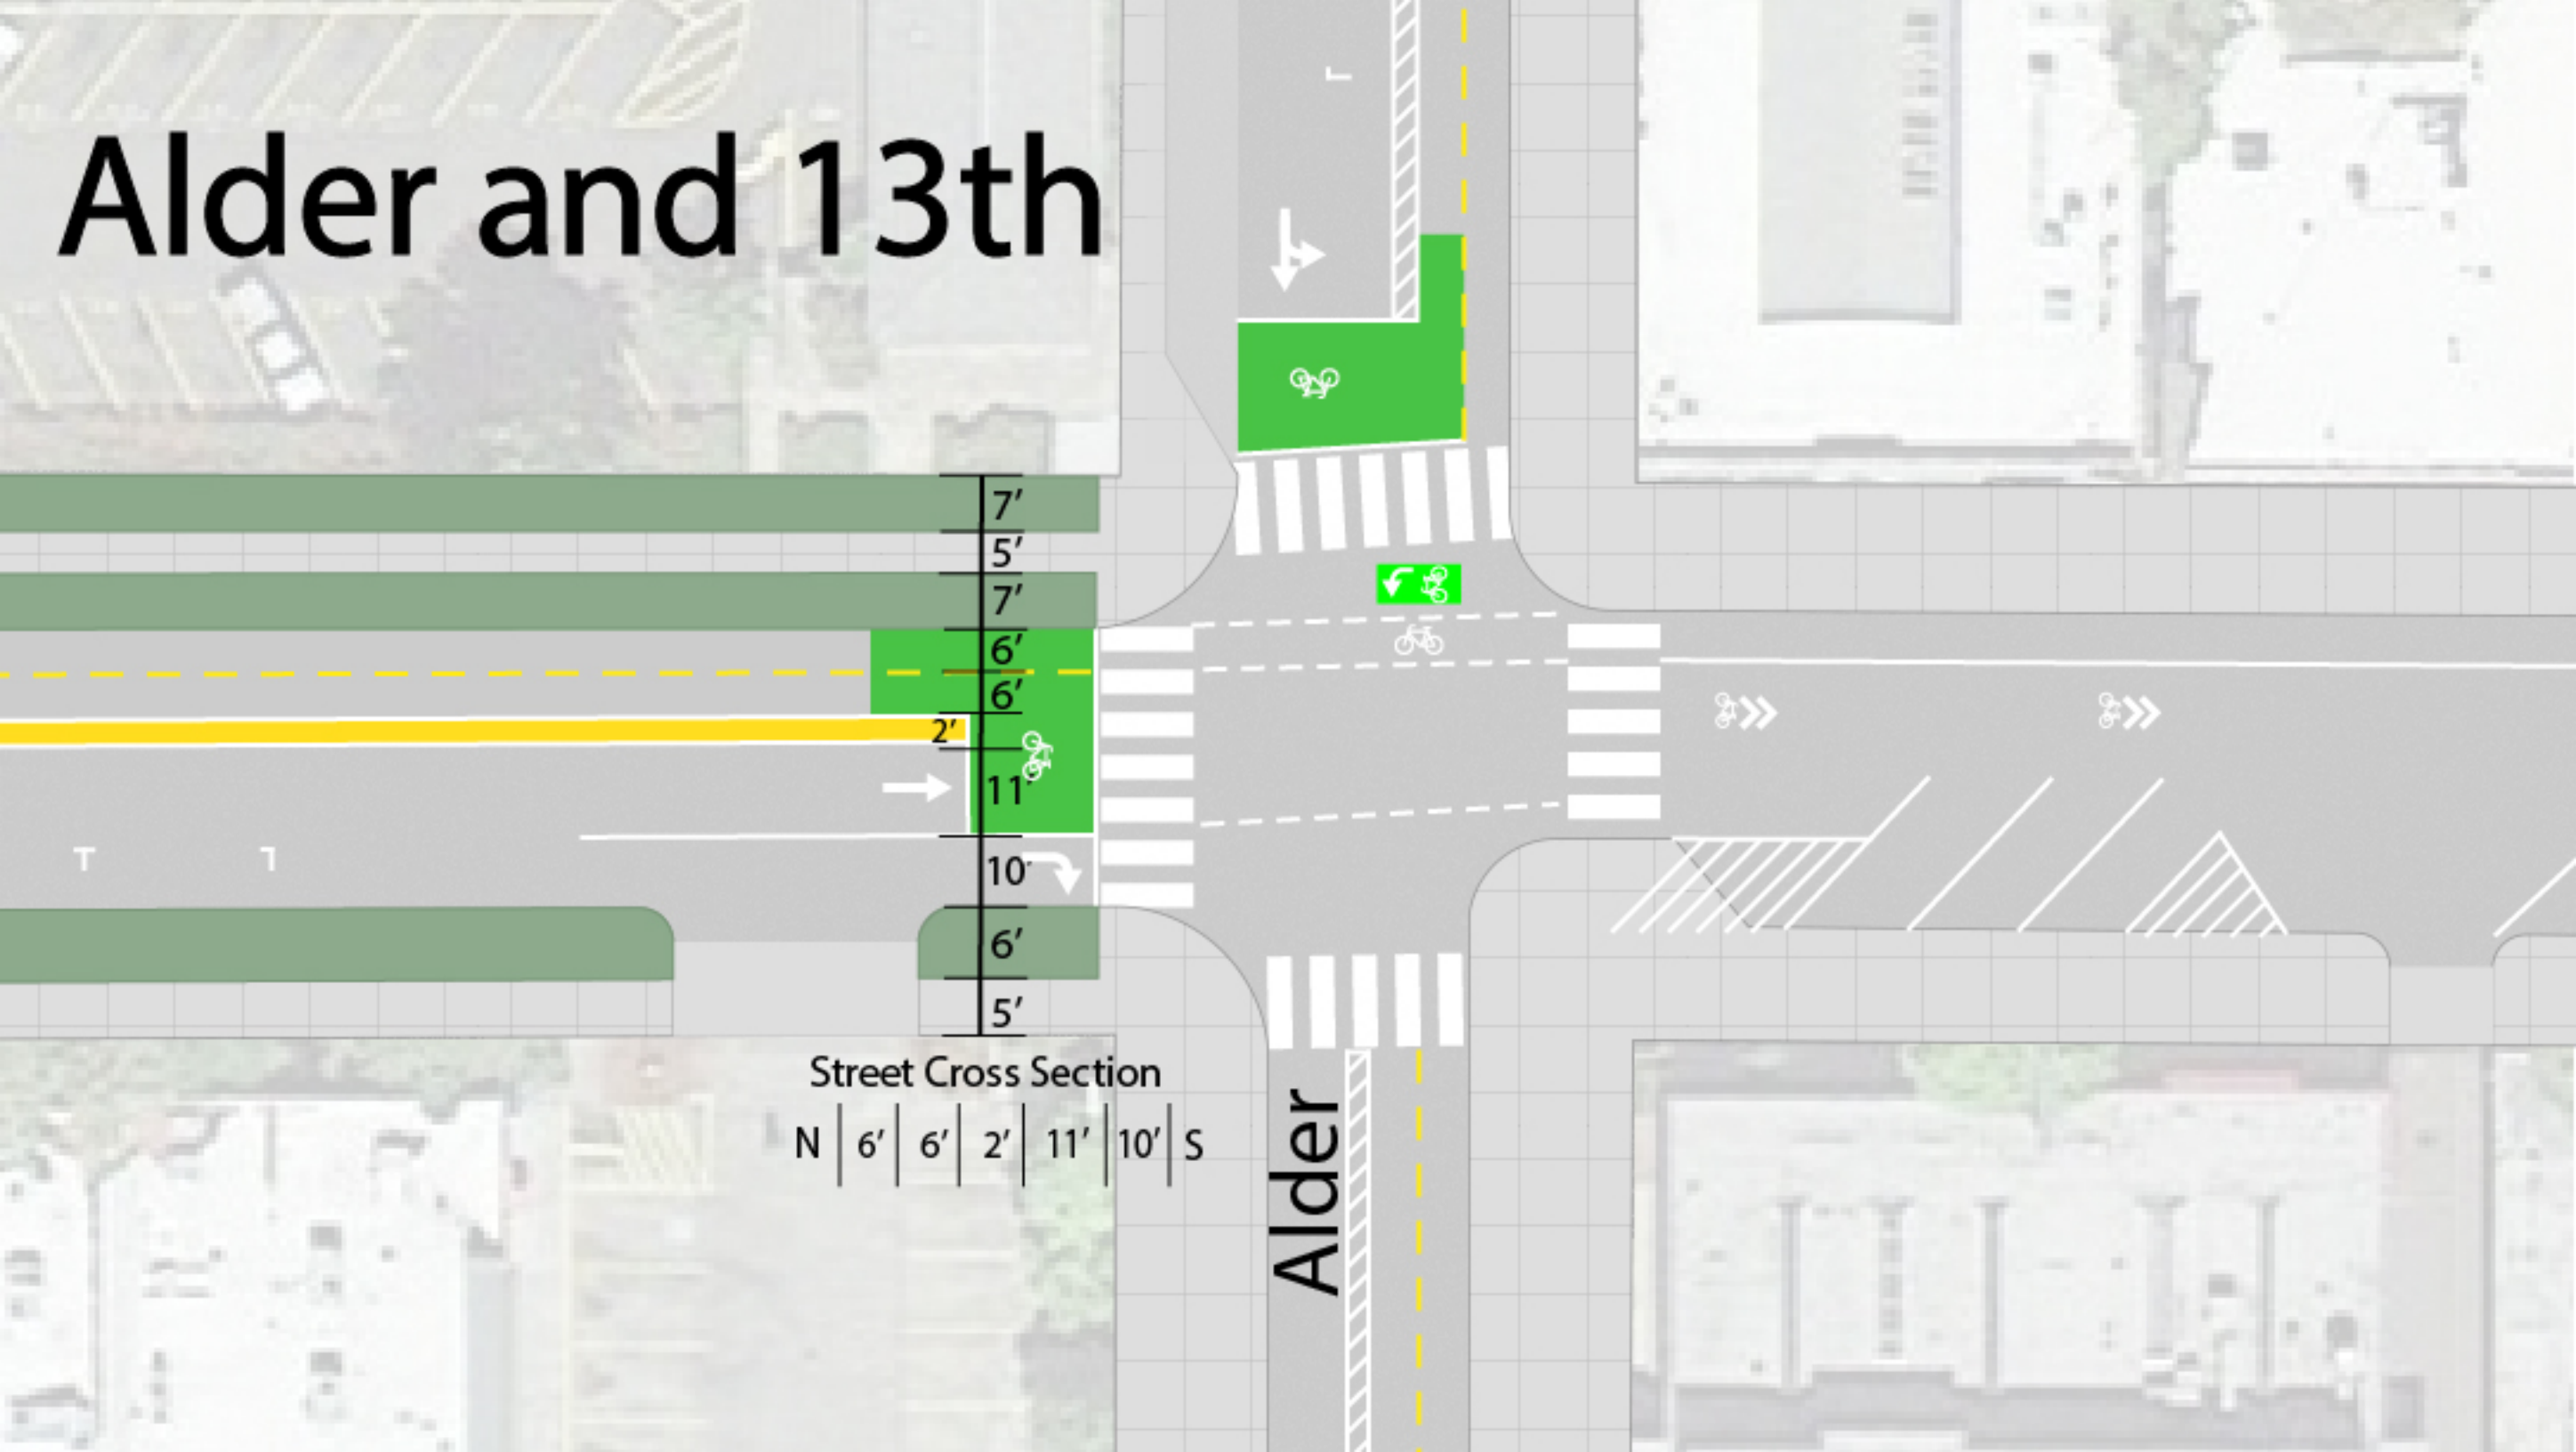 Alder and 13th
7′
5′
7′
6′
6′
2′
11′
10′
6′
5′
Street Cross Section
N 6′ 6′ 2′ 11′ 10′ S
Alder